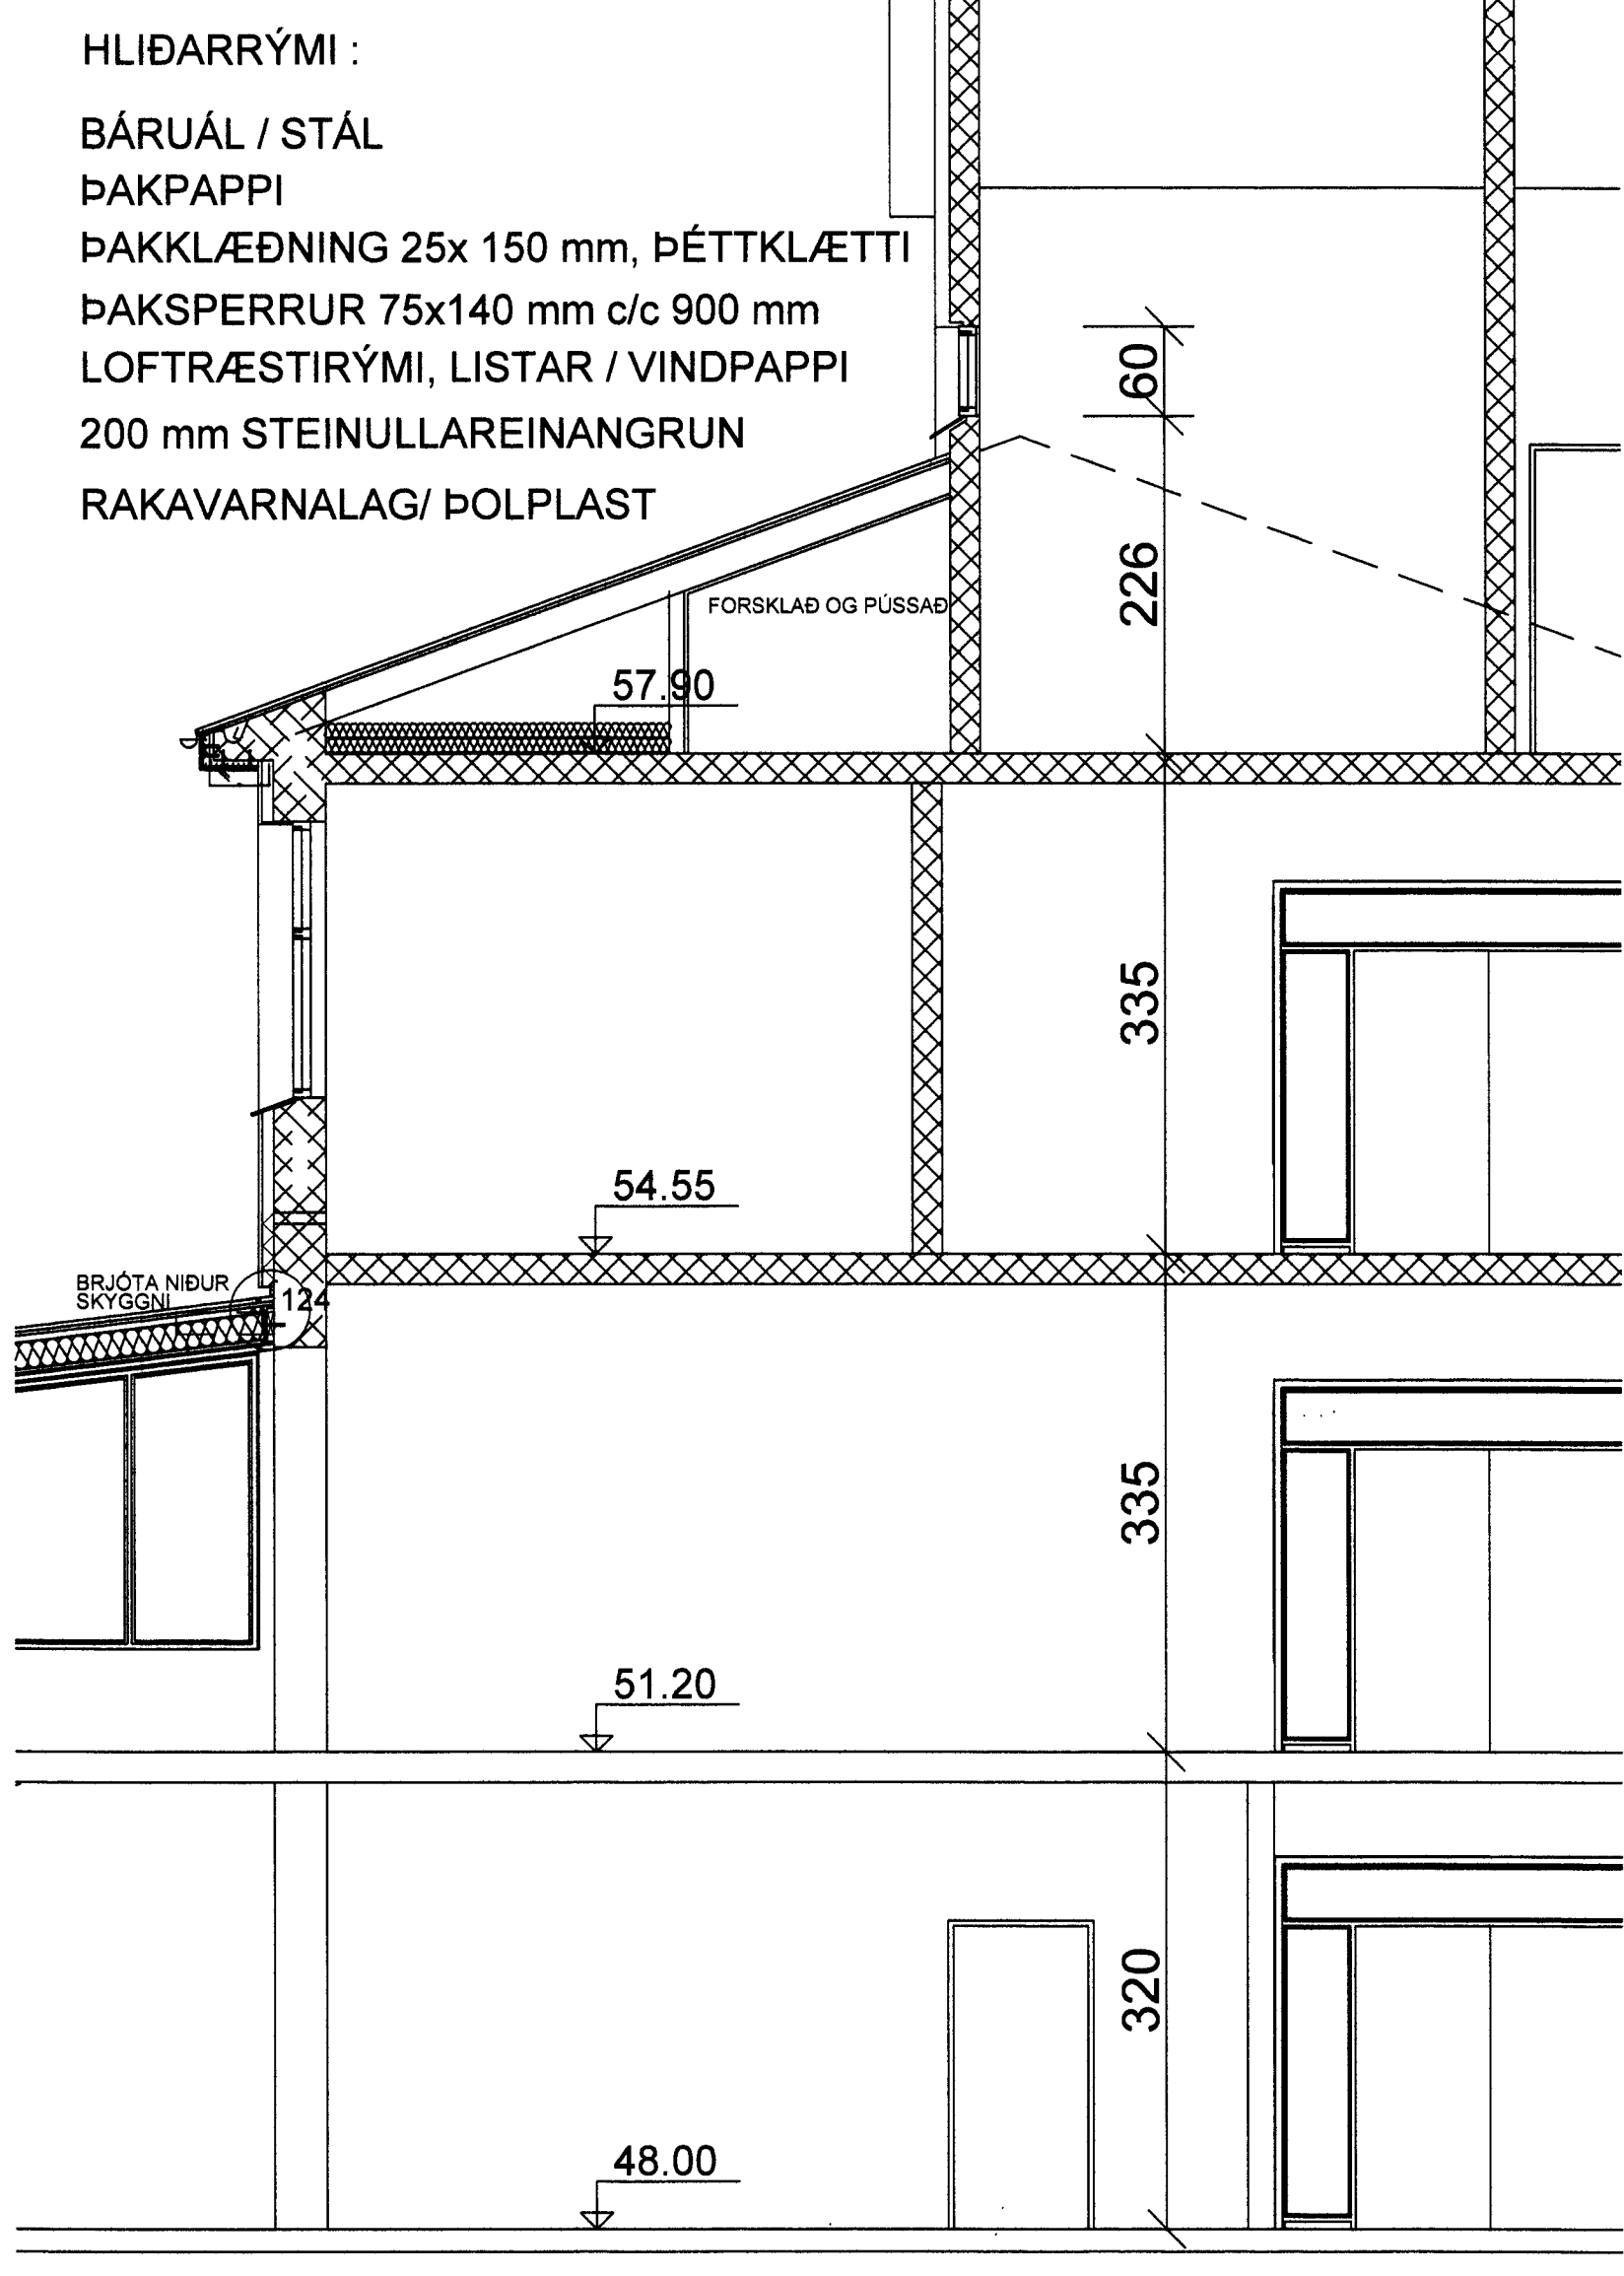 HLIÐARRÝMI :
BÁRUÁL / STÁL
ÞAKPAPPI
ÞAKKLÆÐNING 25x 150 mm, ÞÉTTKLÆTTI
ÞAKSPERRUR 75x140 mm c/c 900 mm
LOFTRÆSTIRÝMI, LISTAR / VINDPAPPI
200 mm STEINULLAREINANGRUN
RAKAVARNALAG/ ÞOLPLAST
60
226
FORSKLAÐ OG PÚSSAÐ
57.90
335
54.55
BRJÓTA NIÐUR
SKYGGNI
124
335
51.20
320
48.00